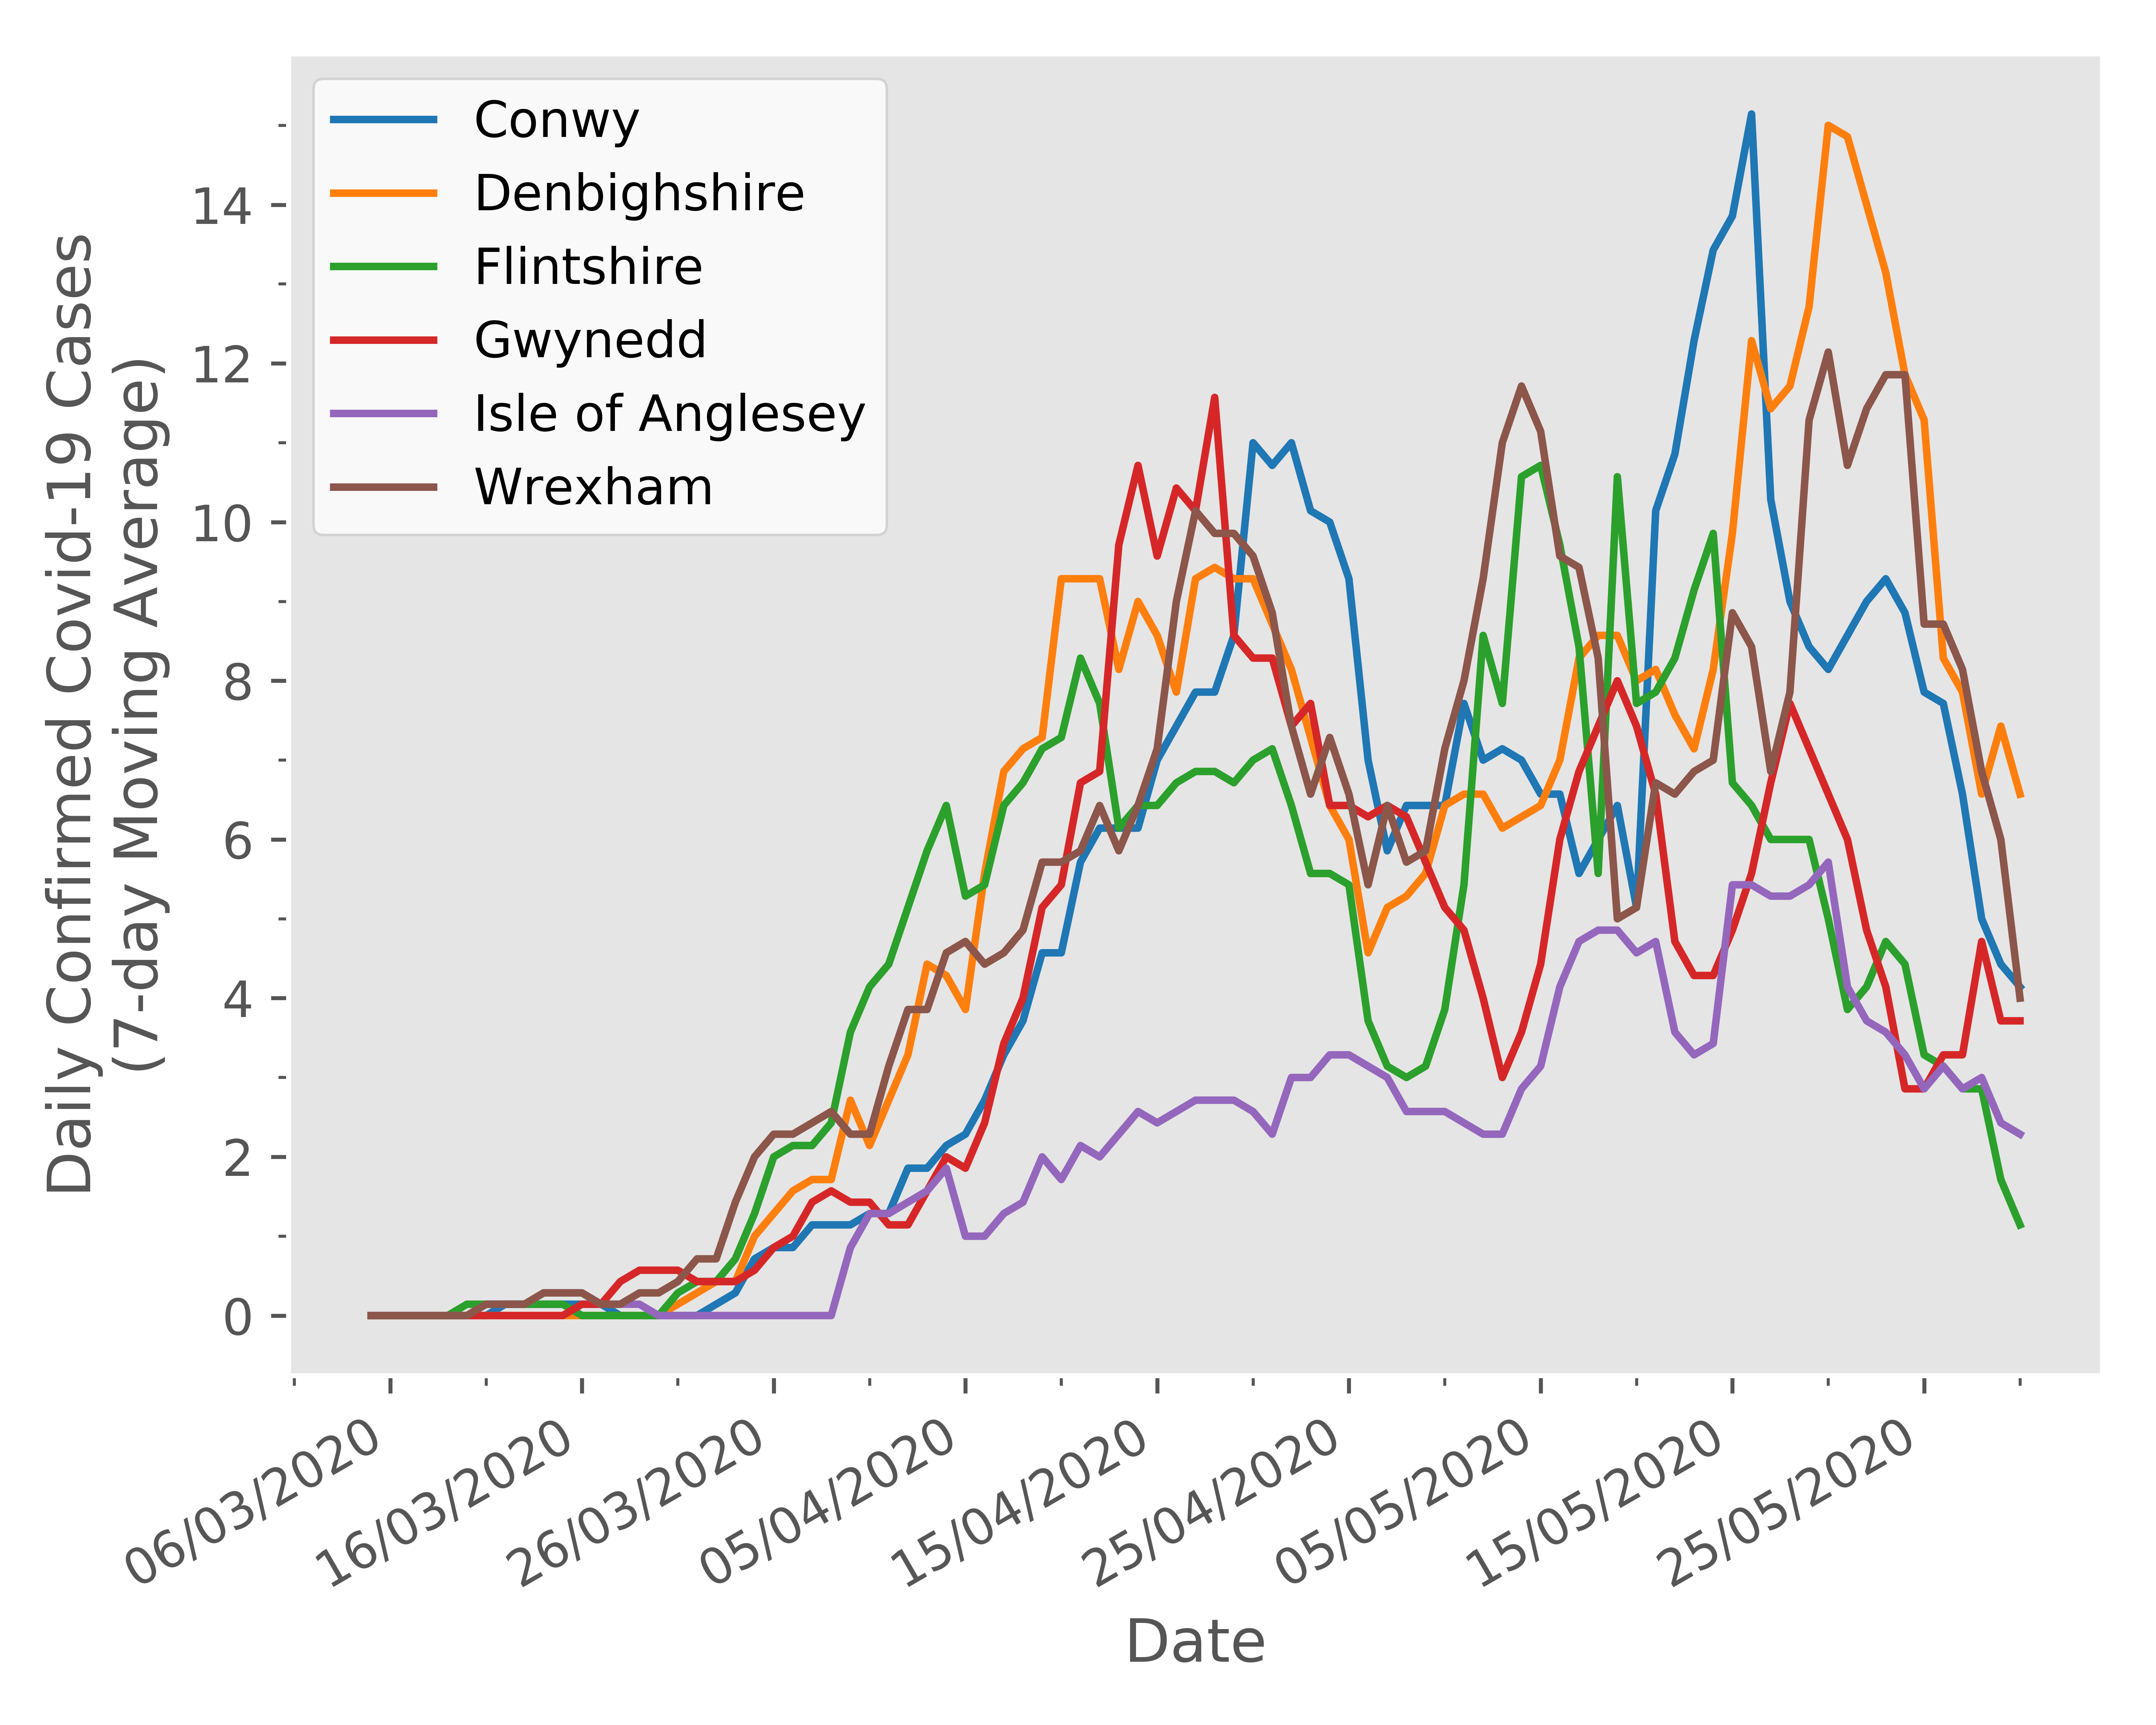 Conwy
Denbighshire
Flintshire
Gwynedd
Isle of Anglesey
Wrexham
Daily Confirmed Covid-19 Cases
(7-day Moving Average)
14
12
10
8
6
4
2
0
06/03/2020
16/03/2020
26/03/2020
05/04/2020
15/04/2020
25/04/2020
05/05/2020
15/05/2020
25/05/2020
Date